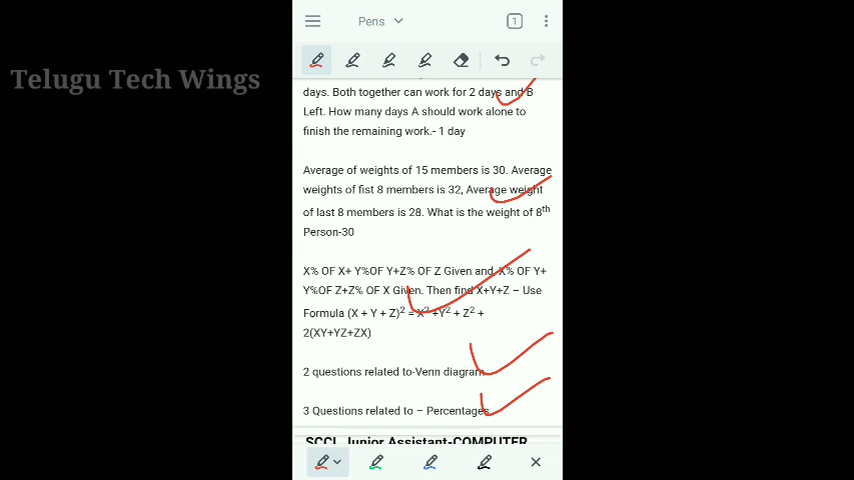 Telugu Tech Wings
Pens
1
days. Both together can work for 2 days and B
Left. How many days A should work alone to
finish the remaining work.- 1 day
Average of weights of 15 members is 30. Average
weights of fist 8 members is 32, Average weight
of last 8 members is 28. What is the weight of 8th
Person-30
X% OF X+ Y%OF Y+Z% OF Z Given and X% OF Y+
Y%OF Z+Z% OF X Given. Then find X+Y+Z – Use
Formula (X + Y + Z)² = X² +Y² + Z² +
2(XY+YZ+ZX)
2 questions related to-Venn diagram
3 Questions related to – Percentages
SCCL Junior Assistant-COMPUTER